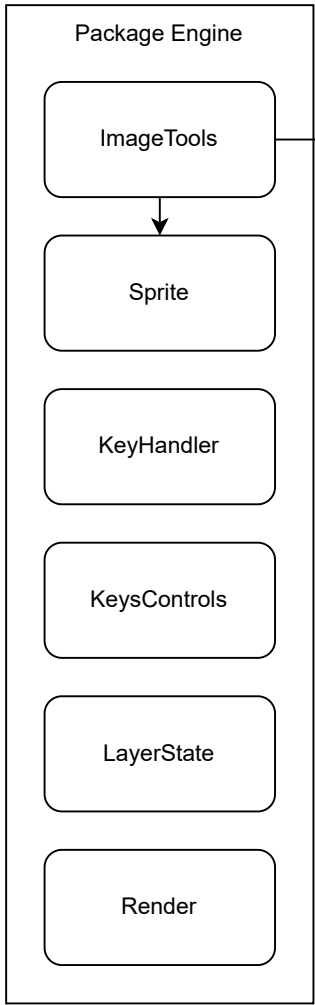 Package Engine
ImageTools
Sprite
KeyHandler
KeysControls
LayerState
Render